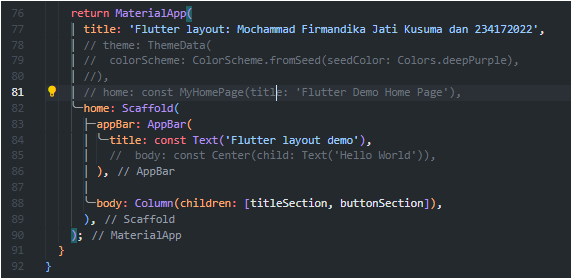 76 return MaterialApp(
77 title: 'Flutter layout: Mochammad Firmandika Jati Kusuma dan 234172022',
78 // theme: ThemeData(
79 //  colorScheme: ColorScheme.fromSeed(seedColor: Colors.deepPurple),
80 //),
81 // home: const MyHomePage(title: 'Flutter Demo Home Page'),
82 home: Scaffold(
83 appBar: AppBar(
84 title: const Text('Flutter layout demo'),
85 //  body: const Center(child: Text('Hello World')),
86 ), // AppBar
87
88 body: Column(children: [titleSection, buttonSection]),
89 ), // Scaffold
90 ); // MaterialApp
91 }
92 }